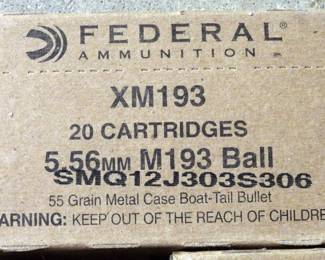 FEDERAL
AMMUNITION
XM193
20 CARTRIDGES
5.56MM M193 Ball
SMQ12J303S306
55 Grain Metal Case Boat-Tail Bullet
ARNING: KEEP OUT OF THE REACH OF CHILDRE